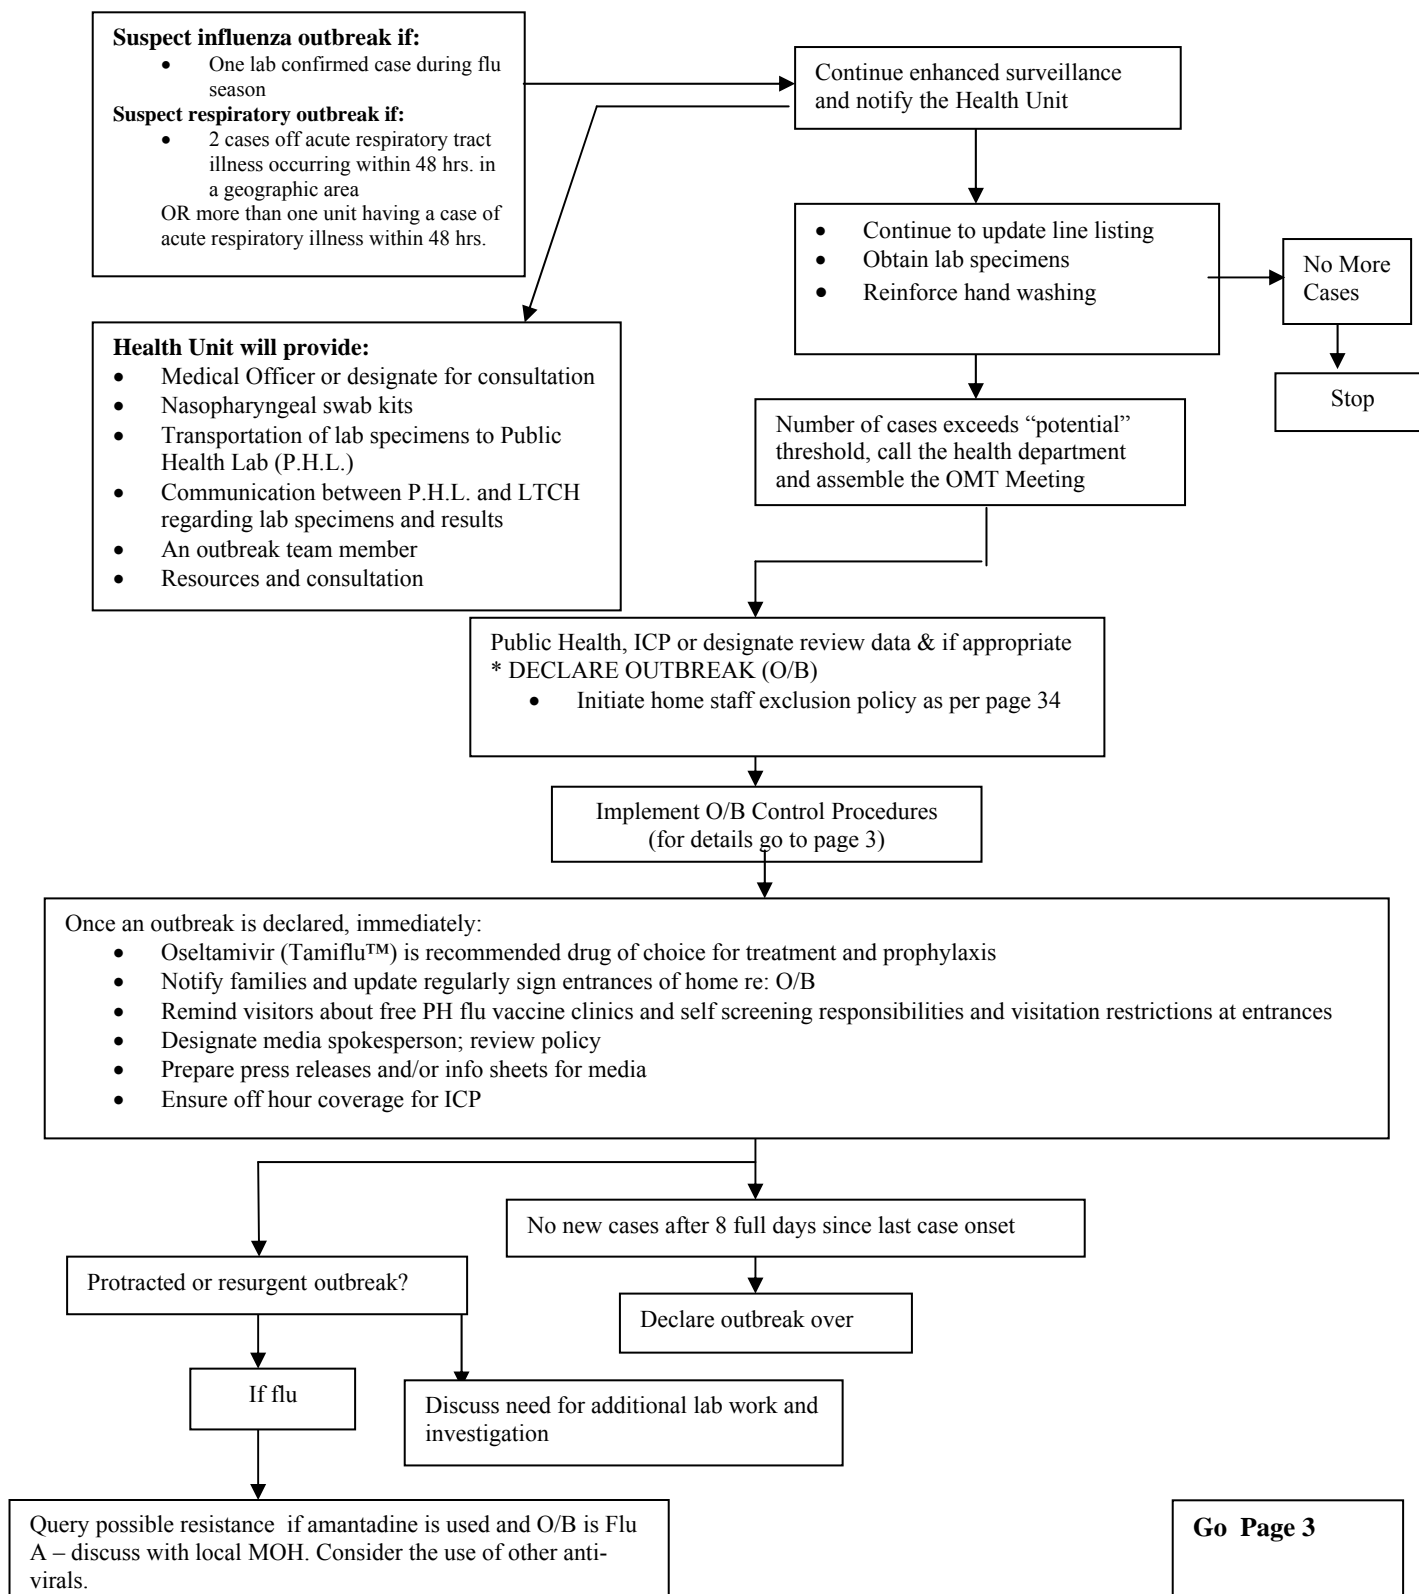 Suspect influenza outbreak if:
• One lab confirmed case during flu
season
Suspect respiratory outbreak if:
• 2 cases off acute respiratory tract
illness occurring within 48 hrs. in
a geographic area
OR more than one unit having a case of
acute respiratory illness within 48 hrs.
Continue enhanced surveillance
and notify the Health Unit
• Continue to update line listing
• Obtain lab specimens
• Reinforce hand washing
No More
Cases
Stop
Health Unit will provide:
• Medical Officer or designate for consultation
• Nasopharyngeal swab kits
• Transportation of lab specimens to Public
Health Lab (P.H.L.)
• Communication between P.H.L. and LTCH
regarding lab specimens and results
• An outbreak team member
• Resources and consultation
Number of cases exceeds “potential”
threshold, call the health department
and assemble the OMT Meeting
Public Health, ICP or designate review data & if appropriate
* DECLARE OUTBREAK (O/B)
• Initiate home staff exclusion policy as per page 34
Implement O/B Control Procedures
(for details go to page 3)
Once an outbreak is declared, immediately:
• Oseltamivir (Tamiflu™) is recommended drug of choice for treatment and prophylaxis
• Notify families and update regularly sign entrances of home re: O/B
• Remind visitors about free PH flu vaccine clinics and self screening responsibilities and visitation restrictions at entrances
• Designate media spokesperson; review policy
• Prepare press releases and/or info sheets for media
• Ensure off hour coverage for ICP
No new cases after 8 full days since last case onset
Protracted or resurgent outbreak?
Declare outbreak over
If flu
Discuss need for additional lab work and
investigation
Query possible resistance if amantadine is used and O/B is Flu
A – discuss with local MOH. Consider the use of other anti-
virals.
Go Page 3